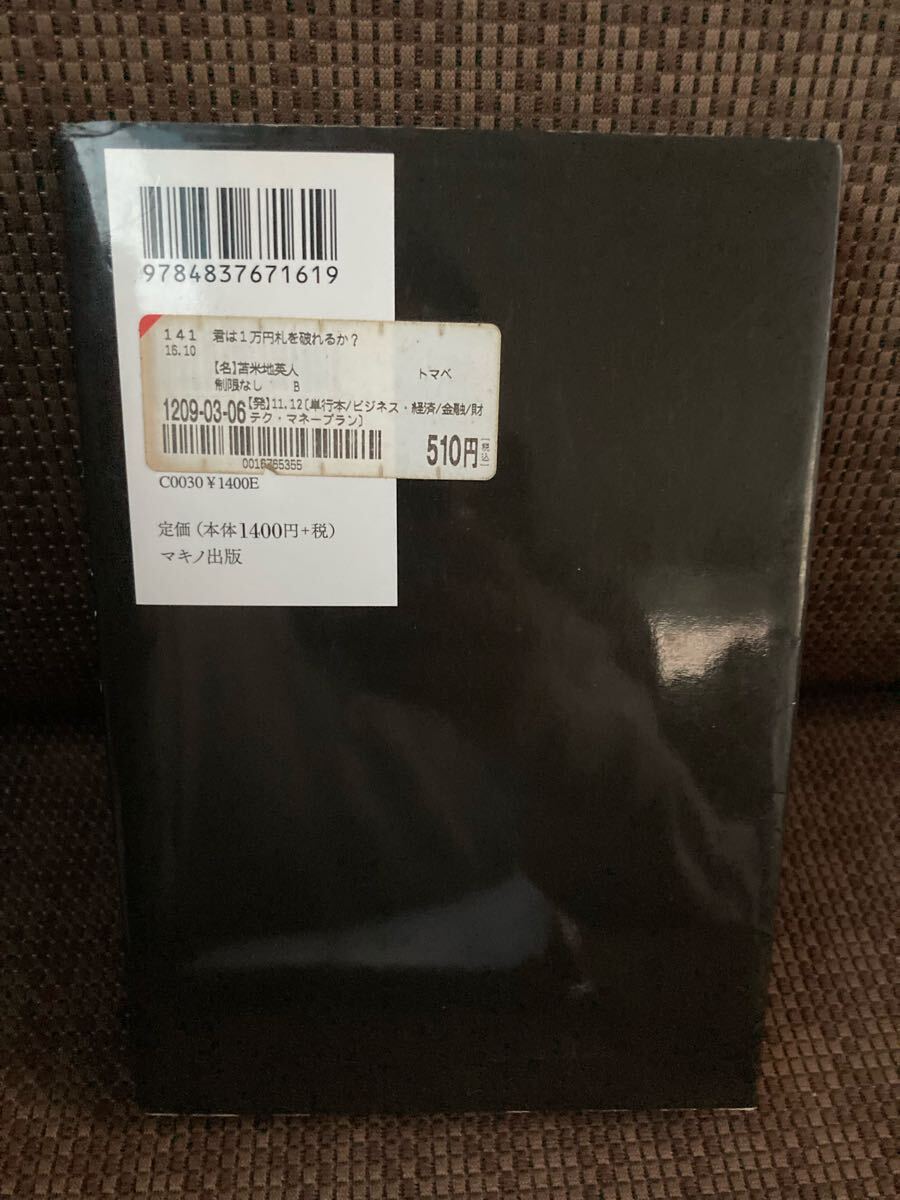 9784837671619
141 君は1万円札を破れるか?
16.10
【名】苫米地英人 トマベ
制限なし B
1209-03-06【発】11.12[単行本/ビジネス・経済/金融/財
テク・マネープラン]
510円[税込]
0016765355
C0030 ¥1400E
定価(本体1400円+税)
マキノ出版